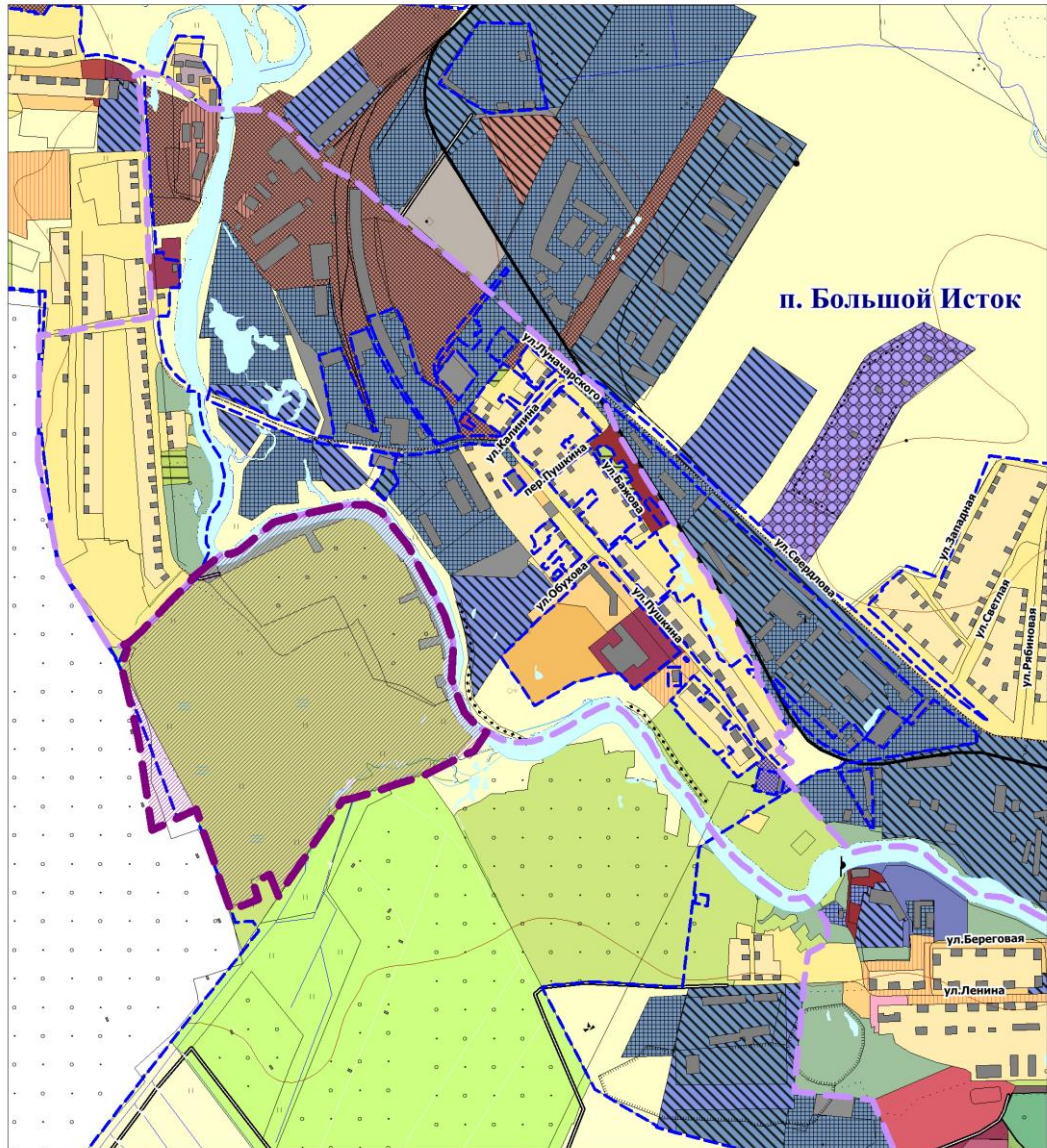 п. Большой Исток
ул.Луначарского
ул.Калинина
пер.Пушкина
ул.Бажова
ул.Обухова
ул.Пушкина
ул.Свердлова
ул.Западная
ул.Светлая
ул.Рябиновая
ул.Береговая
ул.Ленина